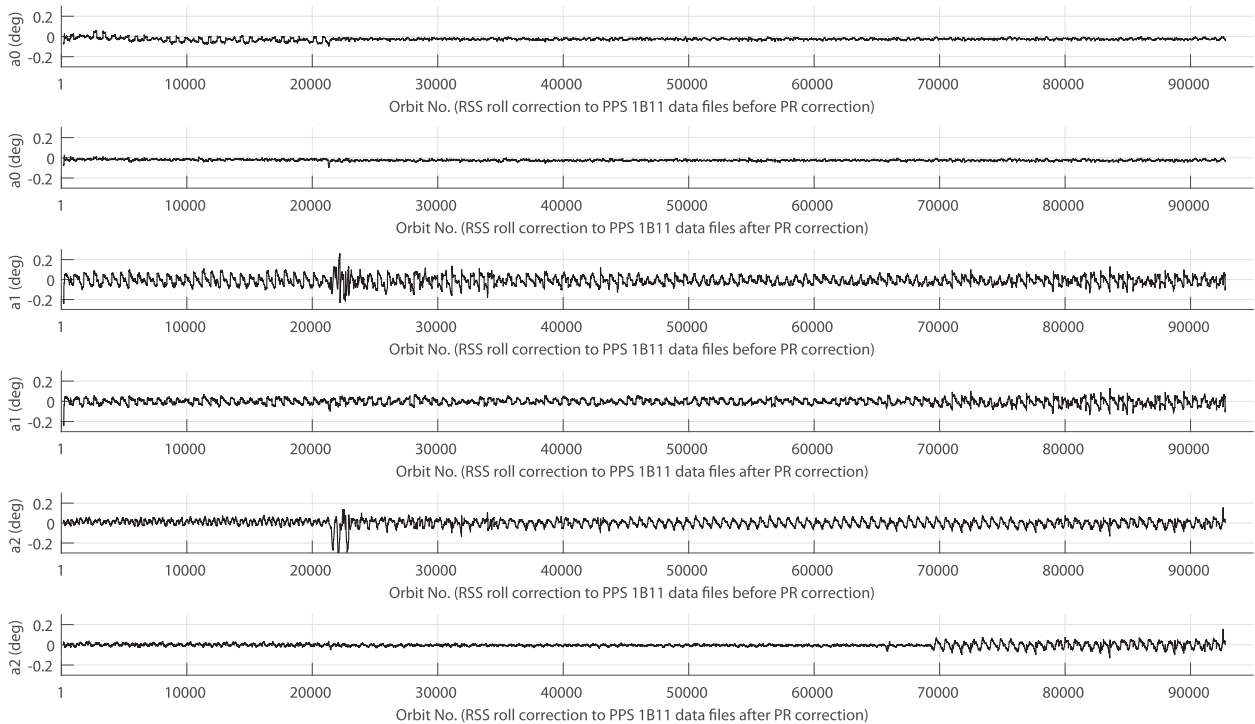 0.2
0
-0.2
a0 (deg)
1 10000 20000 30000 40000 50000 60000 70000 80000 90000
Orbit No. (RSS roll correction to PPS 1B11 data files before PR correction)
0.2
0
-0.2
a0 (deg)
1 10000 20000 30000 40000 50000 60000 70000 80000 90000
Orbit No. (RSS roll correction to PPS 1B11 data files after PR correction)
0.2
0
-0.2
a1 (deg)
1 10000 20000 30000 40000 50000 60000 70000 80000 90000
Orbit No. (RSS roll correction to PPS 1B11 data files before PR correction)
0.2
0
-0.2
a1 (deg)
1 10000 20000 30000 40000 50000 60000 70000 80000 90000
Orbit No. (RSS roll correction to PPS 1B11 data files after PR correction)
0.2
0
-0.2
a2 (deg)
1 10000 20000 30000 40000 50000 60000 70000 80000 90000
Orbit No. (RSS roll correction to PPS 1B11 data files before PR correction)
0.2
0
-0.2
a2 (deg)
1 10000 20000 30000 40000 50000 60000 70000 80000 90000
Orbit No. (RSS roll correction to PPS 1B11 data files after PR correction)